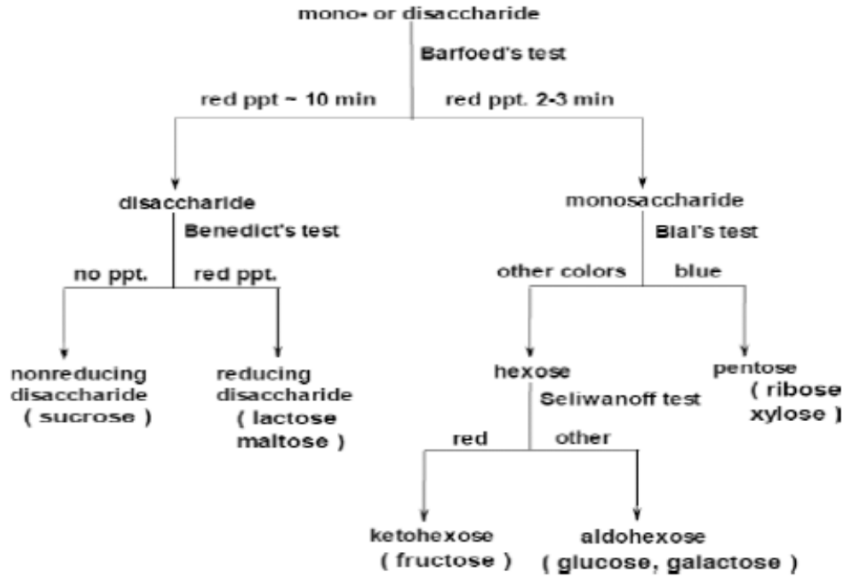 mono- or disaccharide
Barfoed's test
red ppt ~ 10 min
red ppt. 2-3 min
disaccharide
monosaccharide
Benedict's test
Bial's test
no ppt.
red ppt.
other colors
blue
nonreducing
disaccharide
( sucrose )
reducing
disaccharide
( lactose
maltose )
hexose
pentose
( ribose
xylose )
Seliwanoff test
red
other
ketohexose
( fructose )
aldohexose
( glucose, galactose )